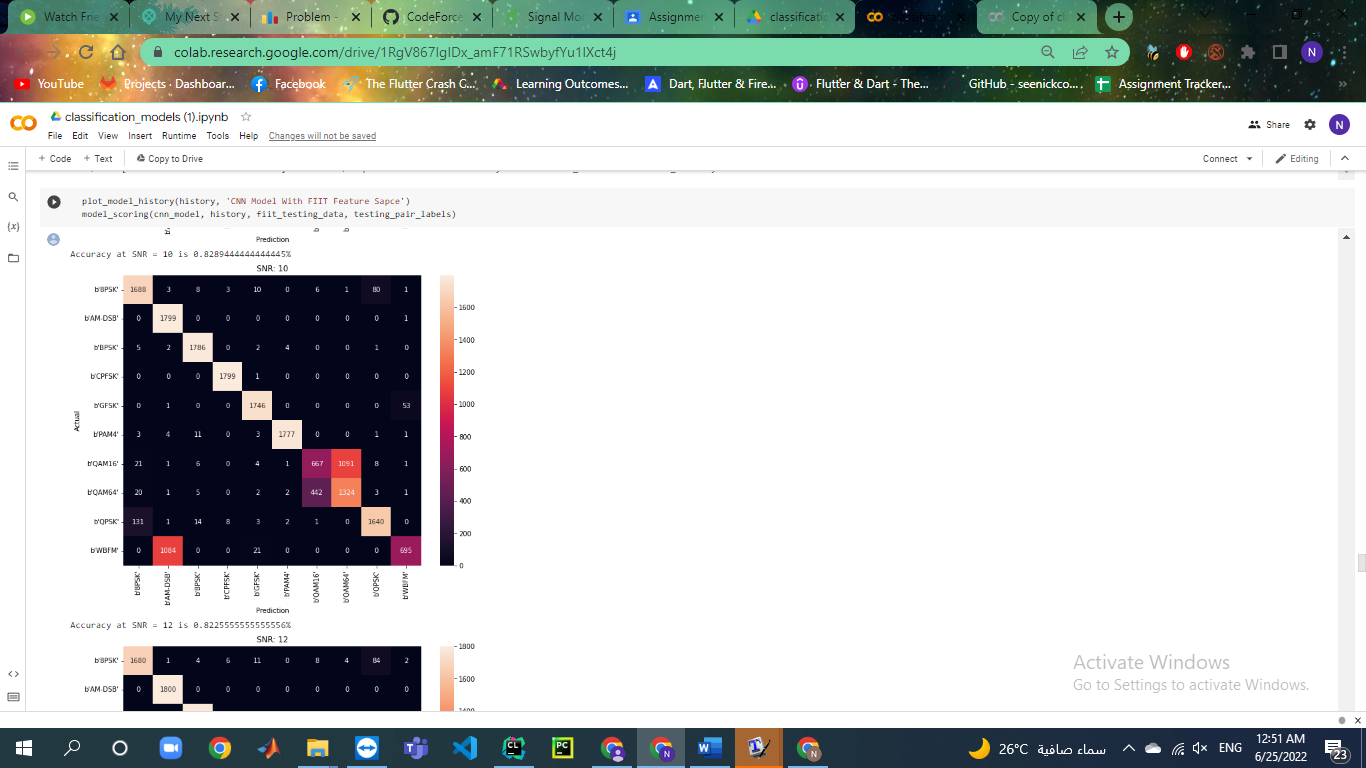 Watch Frie
My Next S
Problem -
CodeForce
Signal Mo
Assignmen
classificatio
Copy of cl
colab.research.google.com/drive/1RgV867IgIDx_amF71RSwbyfYu1IXct4j
N
YouTube
Projects · Dashboar...
Facebook
The Flutter Crash C...
Learning Outcomes...
Dart, Flutter & Fire...
Flutter & Dart - The...
GitHub - seenickco...
Assignment Tracker...
»
classification_models (1).ipynb
File Edit View Insert Runtime Tools Help Changes will not be saved
Share
N
+ Code + Text Copy to Drive
Connect
Editing
plot_model_history(history, 'CNN Model With FIIT Feature Sapce')
model_scoring(cnn_model, history, fiit_testing_data, testing_pair_labels)
Prediction
Accuracy at SNR = 10 is 0.8289444444444445%
SNR: 10
b'8PSK' 1688 3 8 3 10 0 6 1 80 1
b'AM-DSB' 0 1799 0 0 0 0 0 0 0 1
b'BPSK' 5 2 1786 0 2 4 0 0 1 0
b'CPFSK' 0 0 0 1799 1 0 0 0 0 0
b'GFSK' 0 1 0 0 1746 0 0 0 0 53
b'PAM4' 3 4 11 0 3 1777 0 0 1 1
b'QAM16' 21 1 6 0 4 1 667 1091 8 1
b'QAM64' 20 1 5 0 2 2 442 1324 3 1
b'QPSK' 131 1 14 8 3 2 1 0 1640 0
b'WBFM' 0 1084 0 0 21 0 0 0 0 695
Actual
b'8PSK' b'AM-DSB' b'BPSK' b'CPFSK' b'GFSK' b'PAM4' b'QAM16' b'QAM64' b'QPSK' b'WBFM'
Prediction
1600
1400
1200
1000
800
600
400
200
0
Accuracy at SNR = 12 is 0.8225555555555556%
SNR: 12
b'8PSK' 1680 1 4 6 11 0 8 4 84 2
b'AM-DSB' 0 1800 0 0 0 0 0 0 0 0
1800
1600
1400
Activate Windows
Go to Settings to activate Windows.
26°C سماء صافية
ENG
12:51 AM
6/25/2022
23